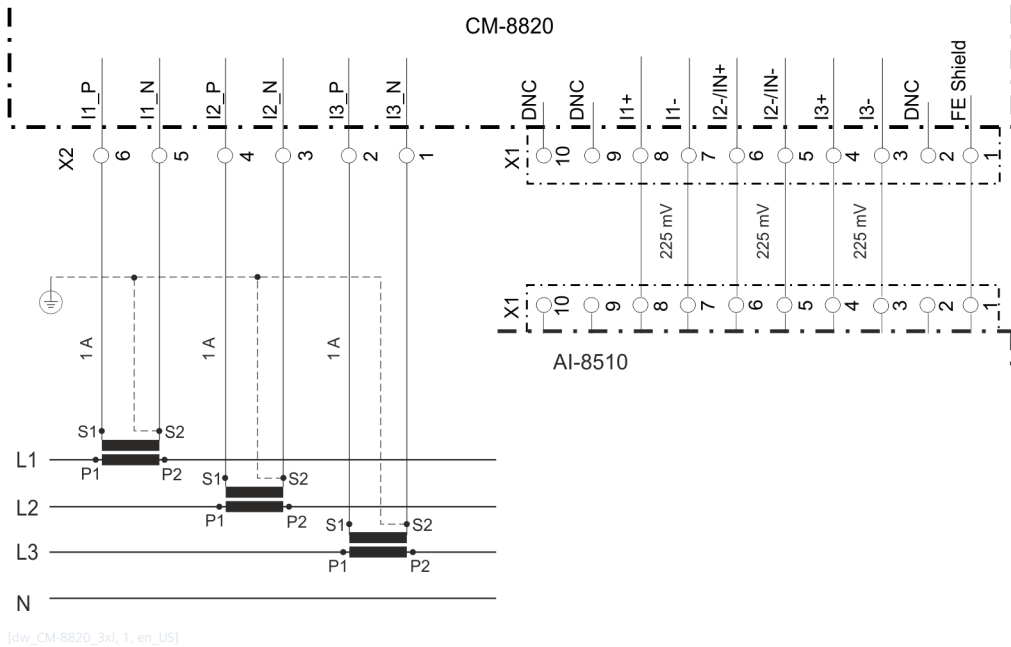 CM-8820
I1_P
I1_N
I2_P
I2_N
I3_P
I3_N
DNC
DNC
I1+
I1-
I2-/IN+
I2-/IN-
I3+
I3-
DNC
FE Shield
X2
6
5
4
3
2
1
X1
10
9
8
7
6
5
4
3
2
1
225 mV
225 mV
225 mV
X1
10
9
8
7
6
5
4
3
2
1
AI-8510
1 A
1 A
1 A
S1
S2
L1
P1
P2
S1
S2
L2
P1
P2
S1
S2
L3
P1
P2
N
[dw_CM-8820_3xI, 1, en_US]